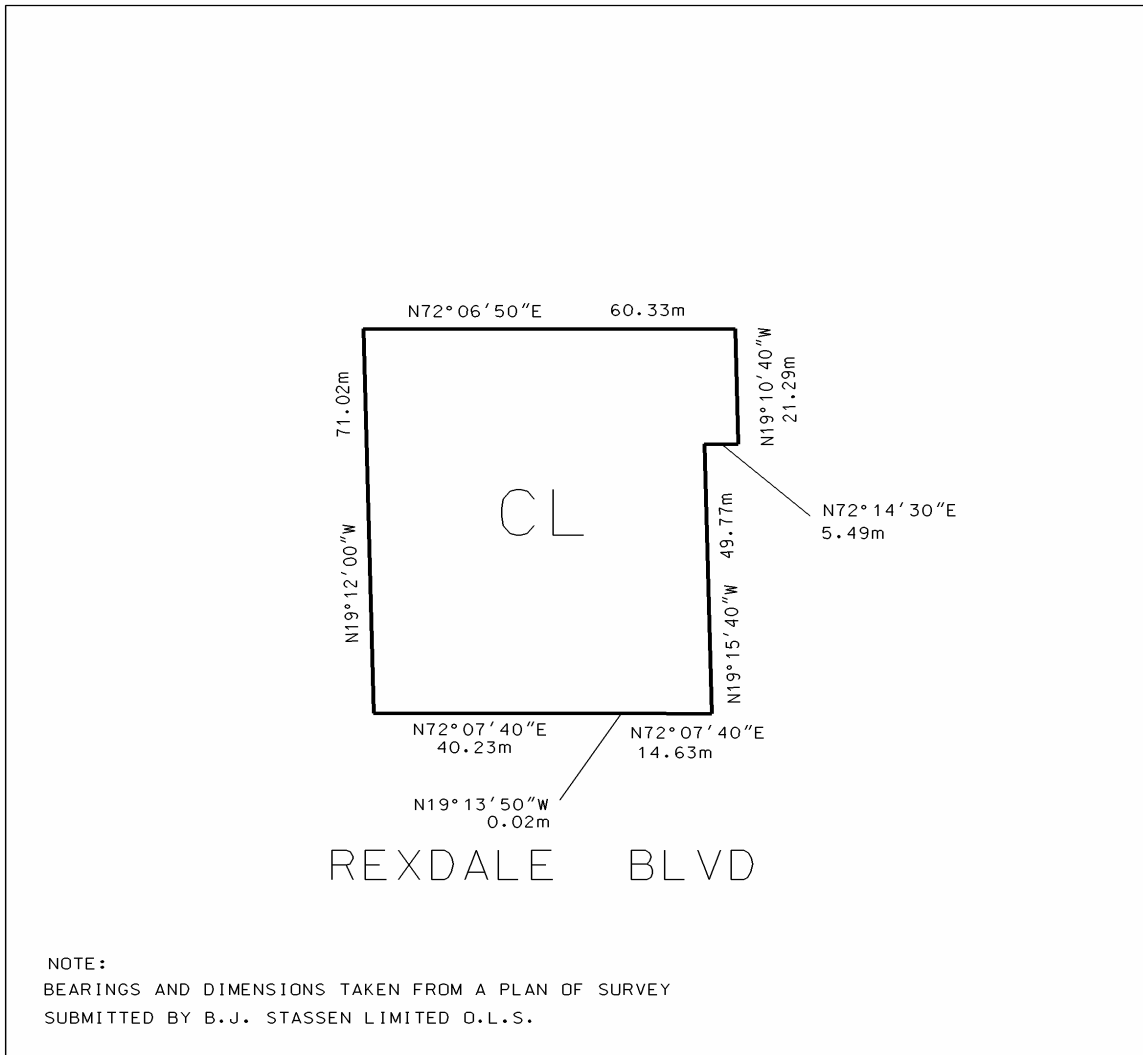 N72°06'50"E 60.33m
71.02m
N19°10'40"W
21.29m
CL
49.77m
N72°14'30"E
5.49m
N19°12'00"W
N19°15'40"W
N72°07'40"E
40.23m
N72°07'40"E
14.63m
N19°13'50"W
0.02m
REXDALE BLVD
NOTE:
BEARINGS AND DIMENSIONS TAKEN FROM A PLAN OF SURVEY
SUBMITTED BY B.J. STASSEN LIMITED O.L.S.